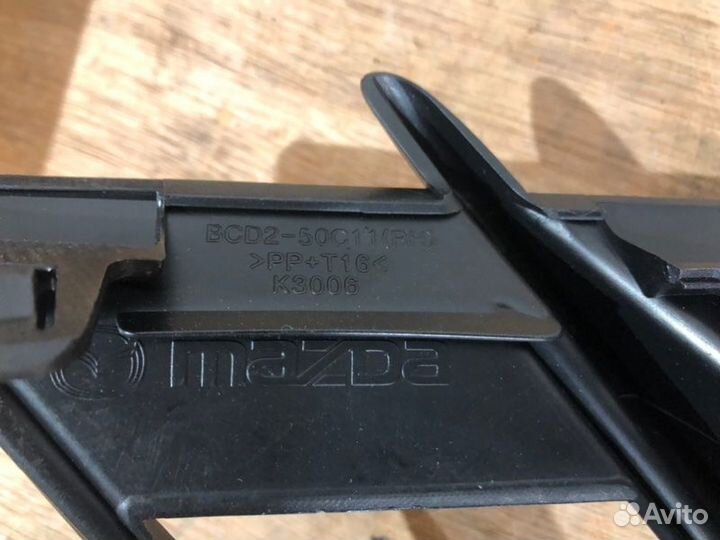 BCD2-50C11(RH)
>PP+T16<
K3006
mazda
Avito